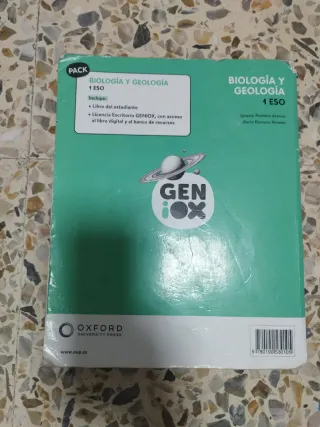 PACK
BIOLOGÍA Y GEOLOGÍA
1 ESO
Incluye:
• Libro del estudiante
• Licencia Escritorio GENiOX, con acceso
al libro digital y al banco de recursos.
BIOLOGÍA Y
GEOLOGÍA
1 ESO
GEN
iOX
OXFORD
UNIVERSITY PRESS
www.oup.es